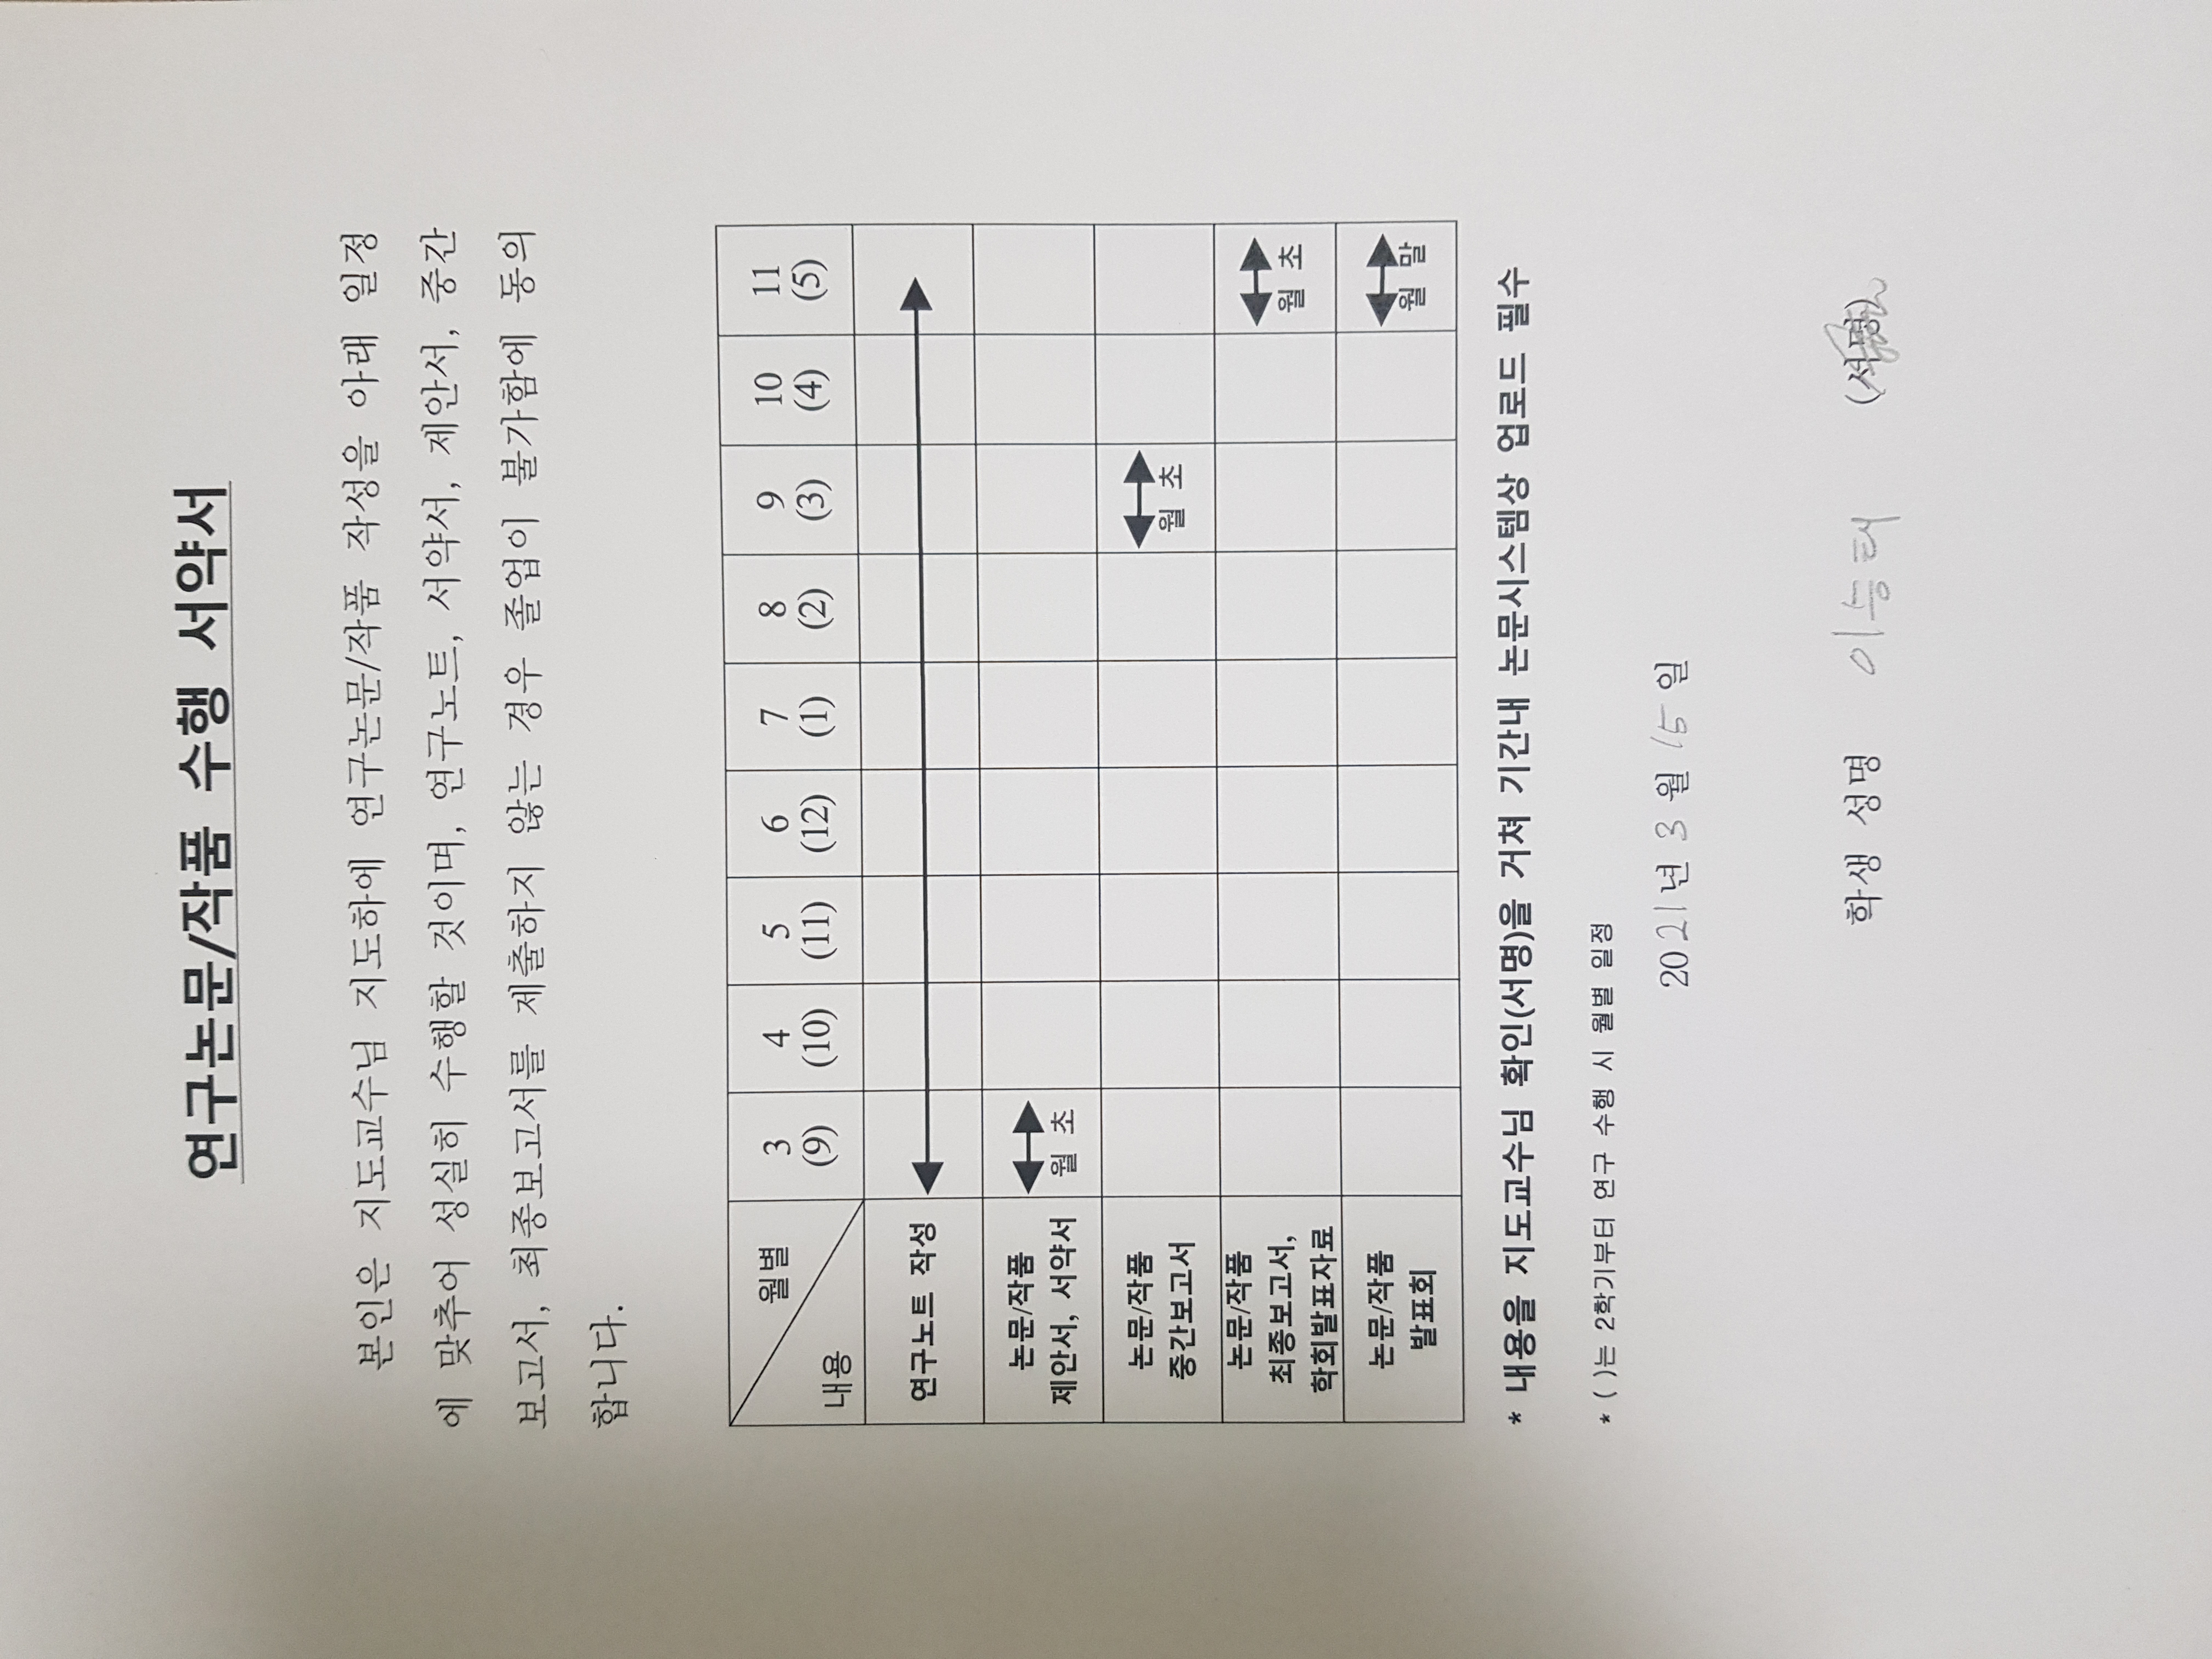 연구논문/작품 수행 서약서
본인은 지도교수님 지도하에 연구논문/작품 작성을 아래 일정
에 맞추어 성실히 수행할 것이며, 연구노트, 서약서, 제안서, 중간
보고서, 최종보고서를 제출하지 않는 경우 졸업이 불가함에 동의
합니다.
월별
내용
3 4 5 6 7 8 9 10 11
(9) (10) (11) (12) (1) (2) (3) (4) (5)
연구노트 작성
논문/작품
제안서, 서약서
월 초
논문/작품
중간보고서
월 초
논문/작품
최종보고서,
학회발표자료
월 초
논문/작품
발표회
월 말
* 내용을 지도교수님 확인(서명)을 거쳐 기간내 논문시스템상 업로드 필수
* ( )는 2학기부터 연구 수행 시 월별 일정
2021년 3월 15일
학생 성명 이승태 (서명)